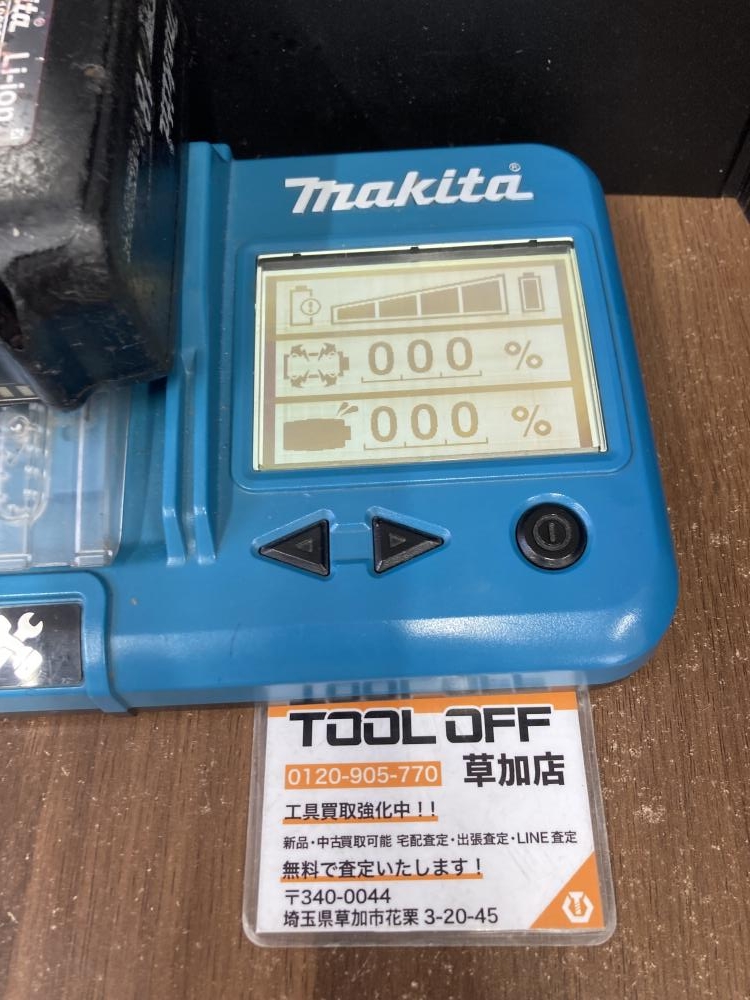 makita®
Li-ion
000 %
000 %
TOOL OFF
0120-905-770 草加店
工具買取強化中！！
新品・中古買取可能 宅配査定・出張査定・LINE査定
無料で査定いたします！
〒340-0044
埼玉県草加市花栗 3-20-45